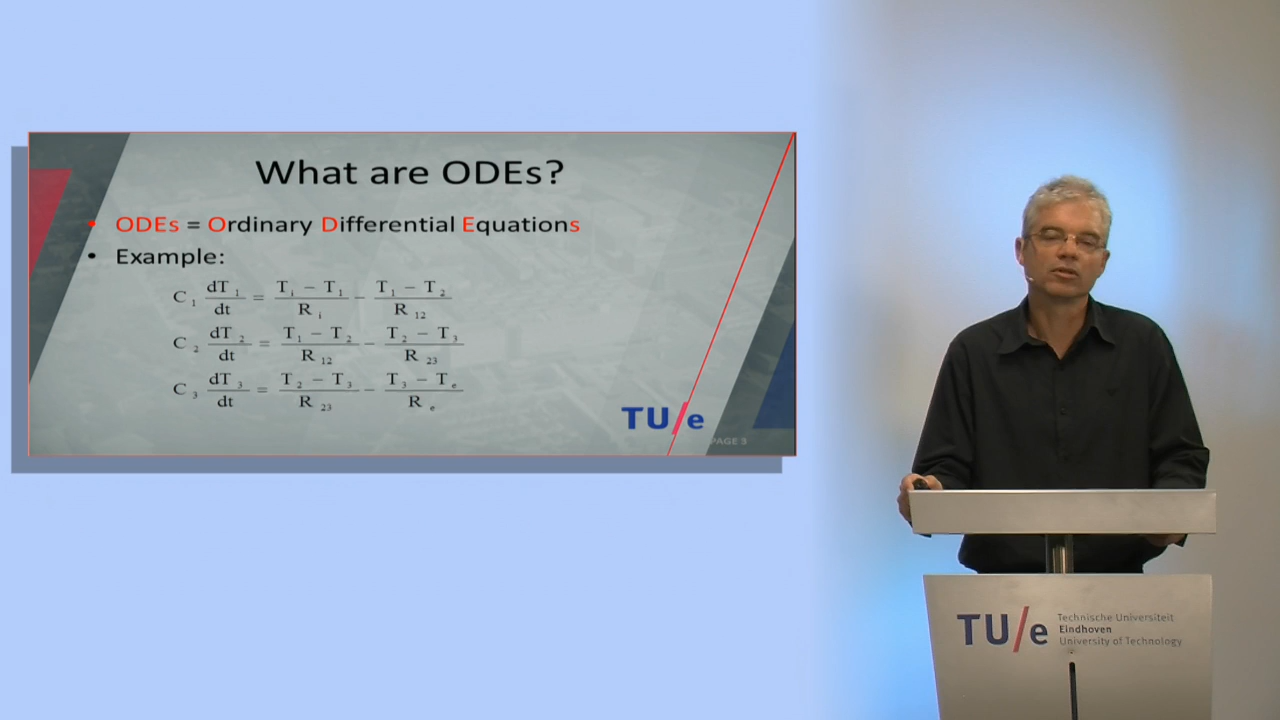 What are ODEs?
• ODEs = Ordinary Differential Equations
• Example:
C₁ dT₁/dt = (Tᵢ − T₁)/Rᵢ − (T₁ − T₂)/R₁₂
C₂ dT₂/dt = (T₁ − T₂)/R₁₂ − (T₂ − T₃)/R₂₃
C₃ dT₃/dt = (T₂ − T₃)/R₂₃ − (T₃ − Tₑ)/Rₑ
TU/e
PAGE 3
TU/e
Technische Universiteit
Eindhoven
University of Technology